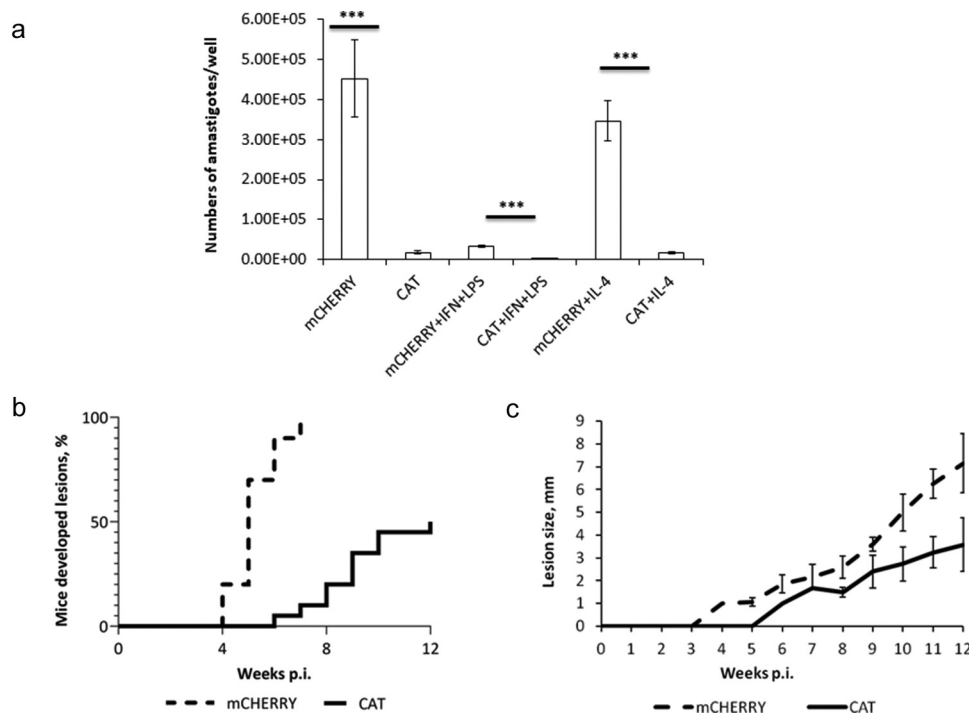 a
Numbers of amastigotes/well
6.00E+05
5.00E+05
4.00E+05
3.00E+05
2.00E+05
1.00E+05
0.00E+00
***
***
***
mCHERRY
CAT
mCHERRY+IFN+LPS
CAT+IFN+LPS
mCHERRY+IL-4
CAT+IL-4
b
Mice developed lesions, %
100
50
0
0 4 8 12
Weeks p.i.
mCHERRY CAT
c
Lesion size, mm
9
8
7
6
5
4
3
2
1
0
0 1 2 3 4 5 6 7 8 9 10 11 12
Weeks p.i.
mCHERRY CAT